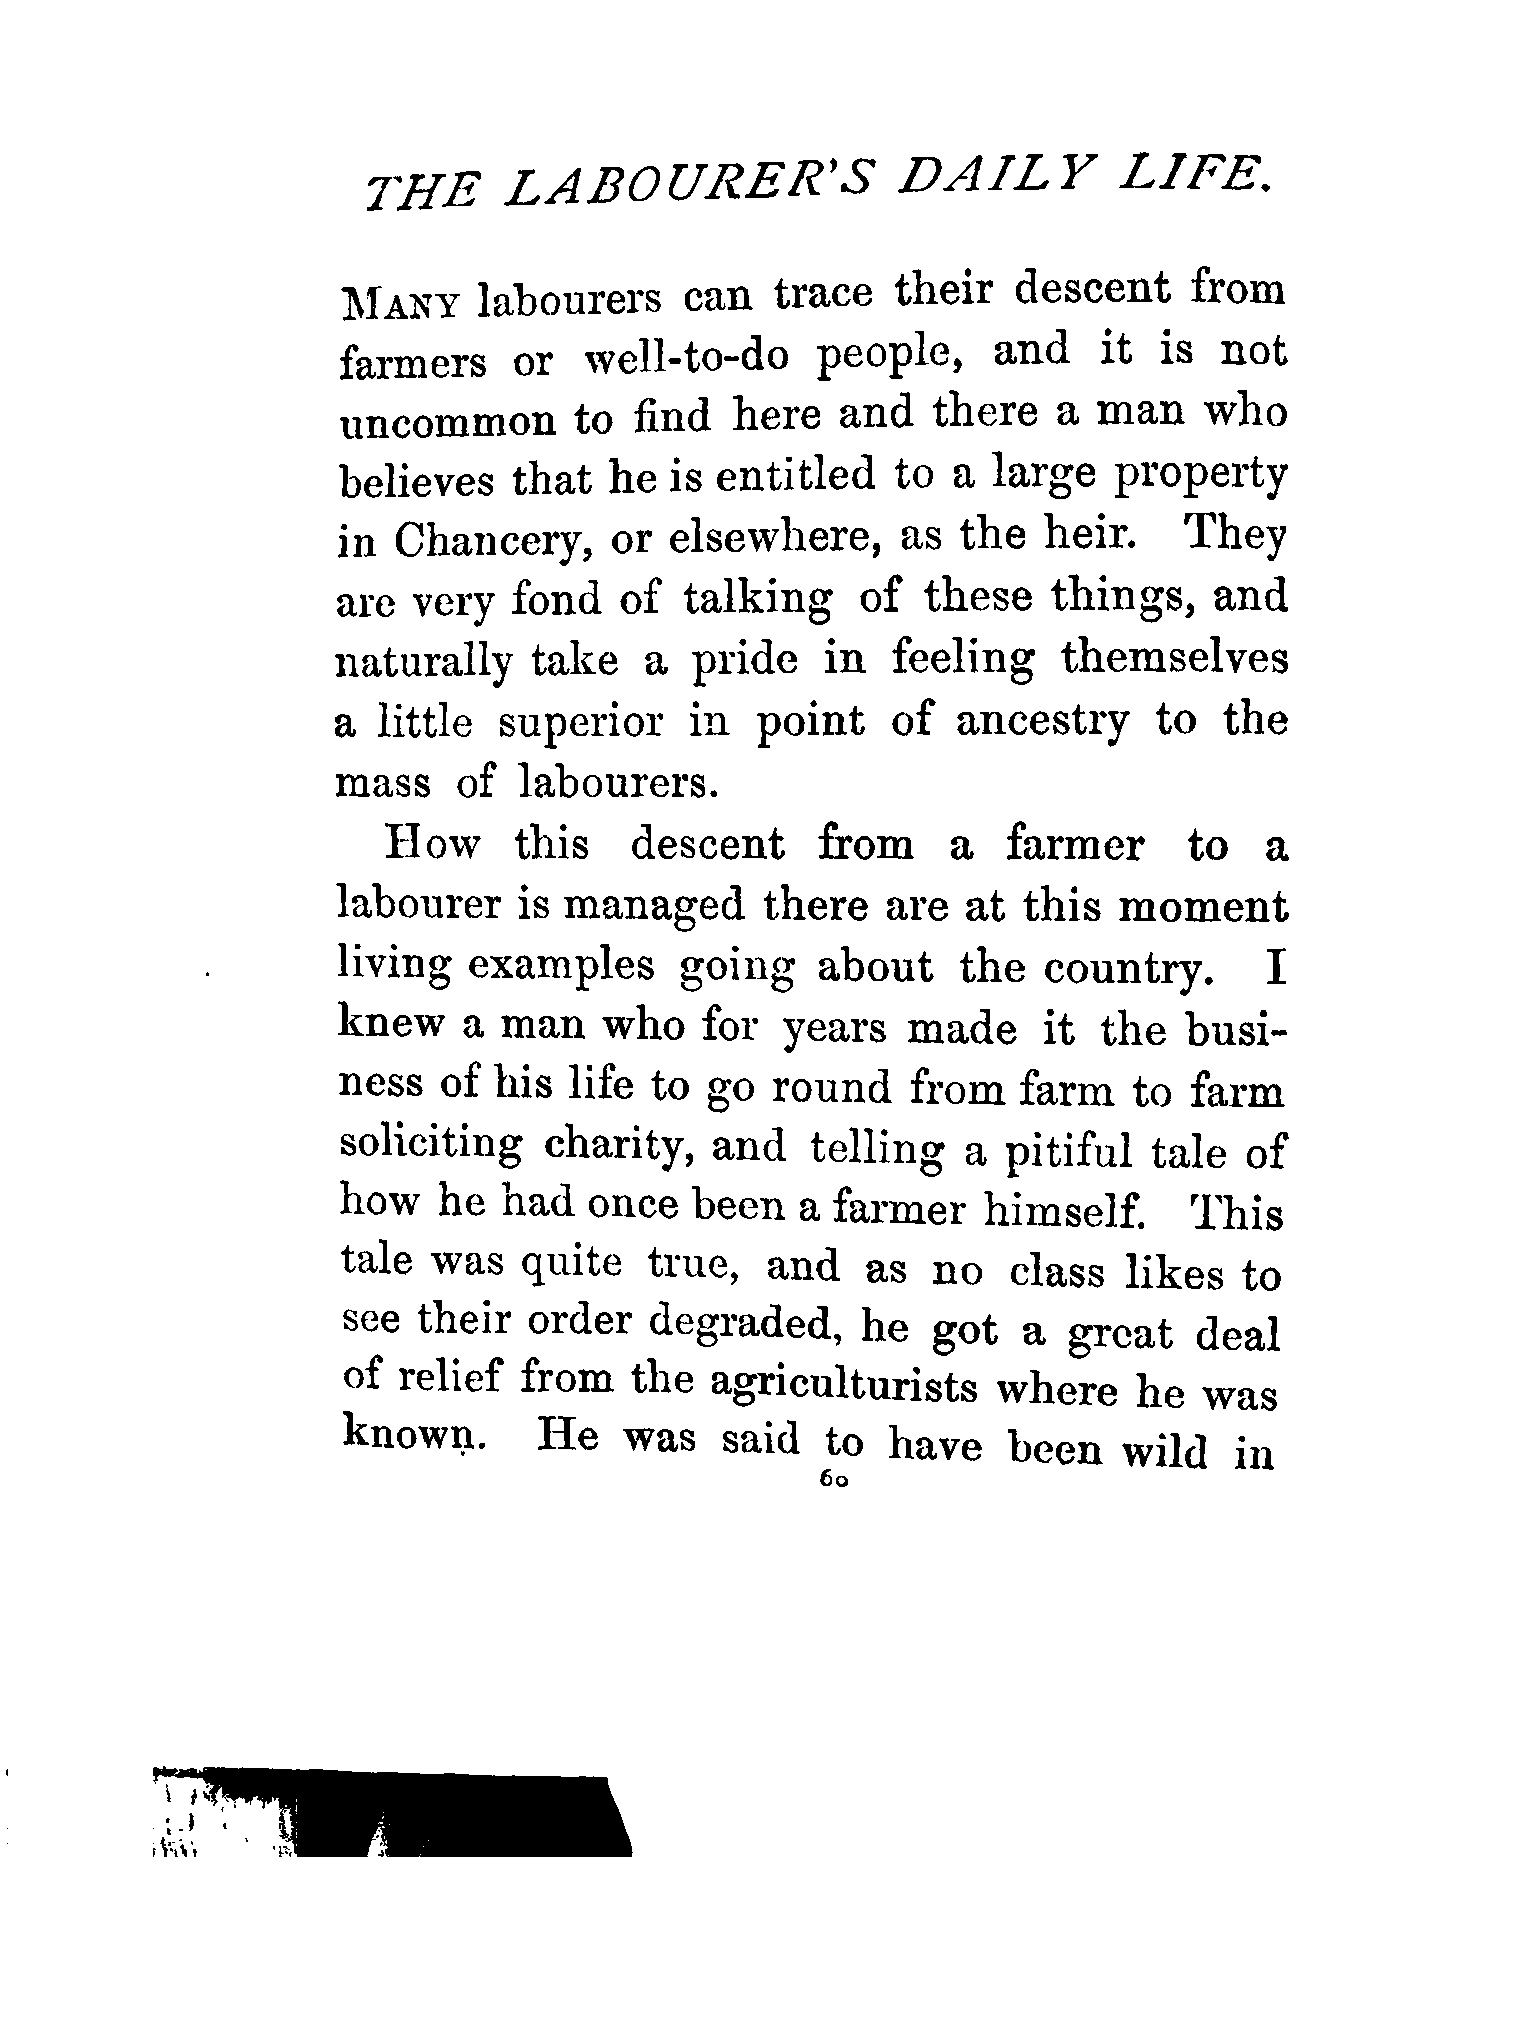 THE LABOURER'S DAILY LIFE.
MANY labourers can trace their descent from
farmers or well-to-do people, and it is not
uncommon to find here and there a man who
believes that he is entitled to a large property
in Chancery, or elsewhere, as the heir. They
are very fond of talking of these things, and
naturally take a pride in feeling themselves
a little superior in point of ancestry to the
mass of labourers.
How this descent from a farmer to a
labourer is managed there are at this moment
living examples going about the country. I
knew a man who for years made it the busi-
ness of his life to go round from farm to farm
soliciting charity, and telling a pitiful tale of
how he had once been a farmer himself. This
tale was quite true, and as no class likes to
see their order degraded, he got a great deal
of relief from the agriculturists where he was
known. He was said to have been wild in
60